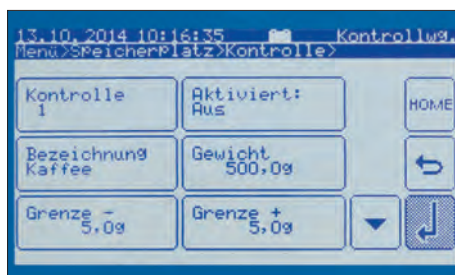 13.10.2014 10:16:35 Kontrollwg.
Menü>Speicherplatz>Kontrolle>
Kontrolle
1
Aktiviert:
Aus
HOME
Bezeichnung
Kaffee
Gewicht
500,0g
Grenze -
5,0g
Grenze +
5,0g